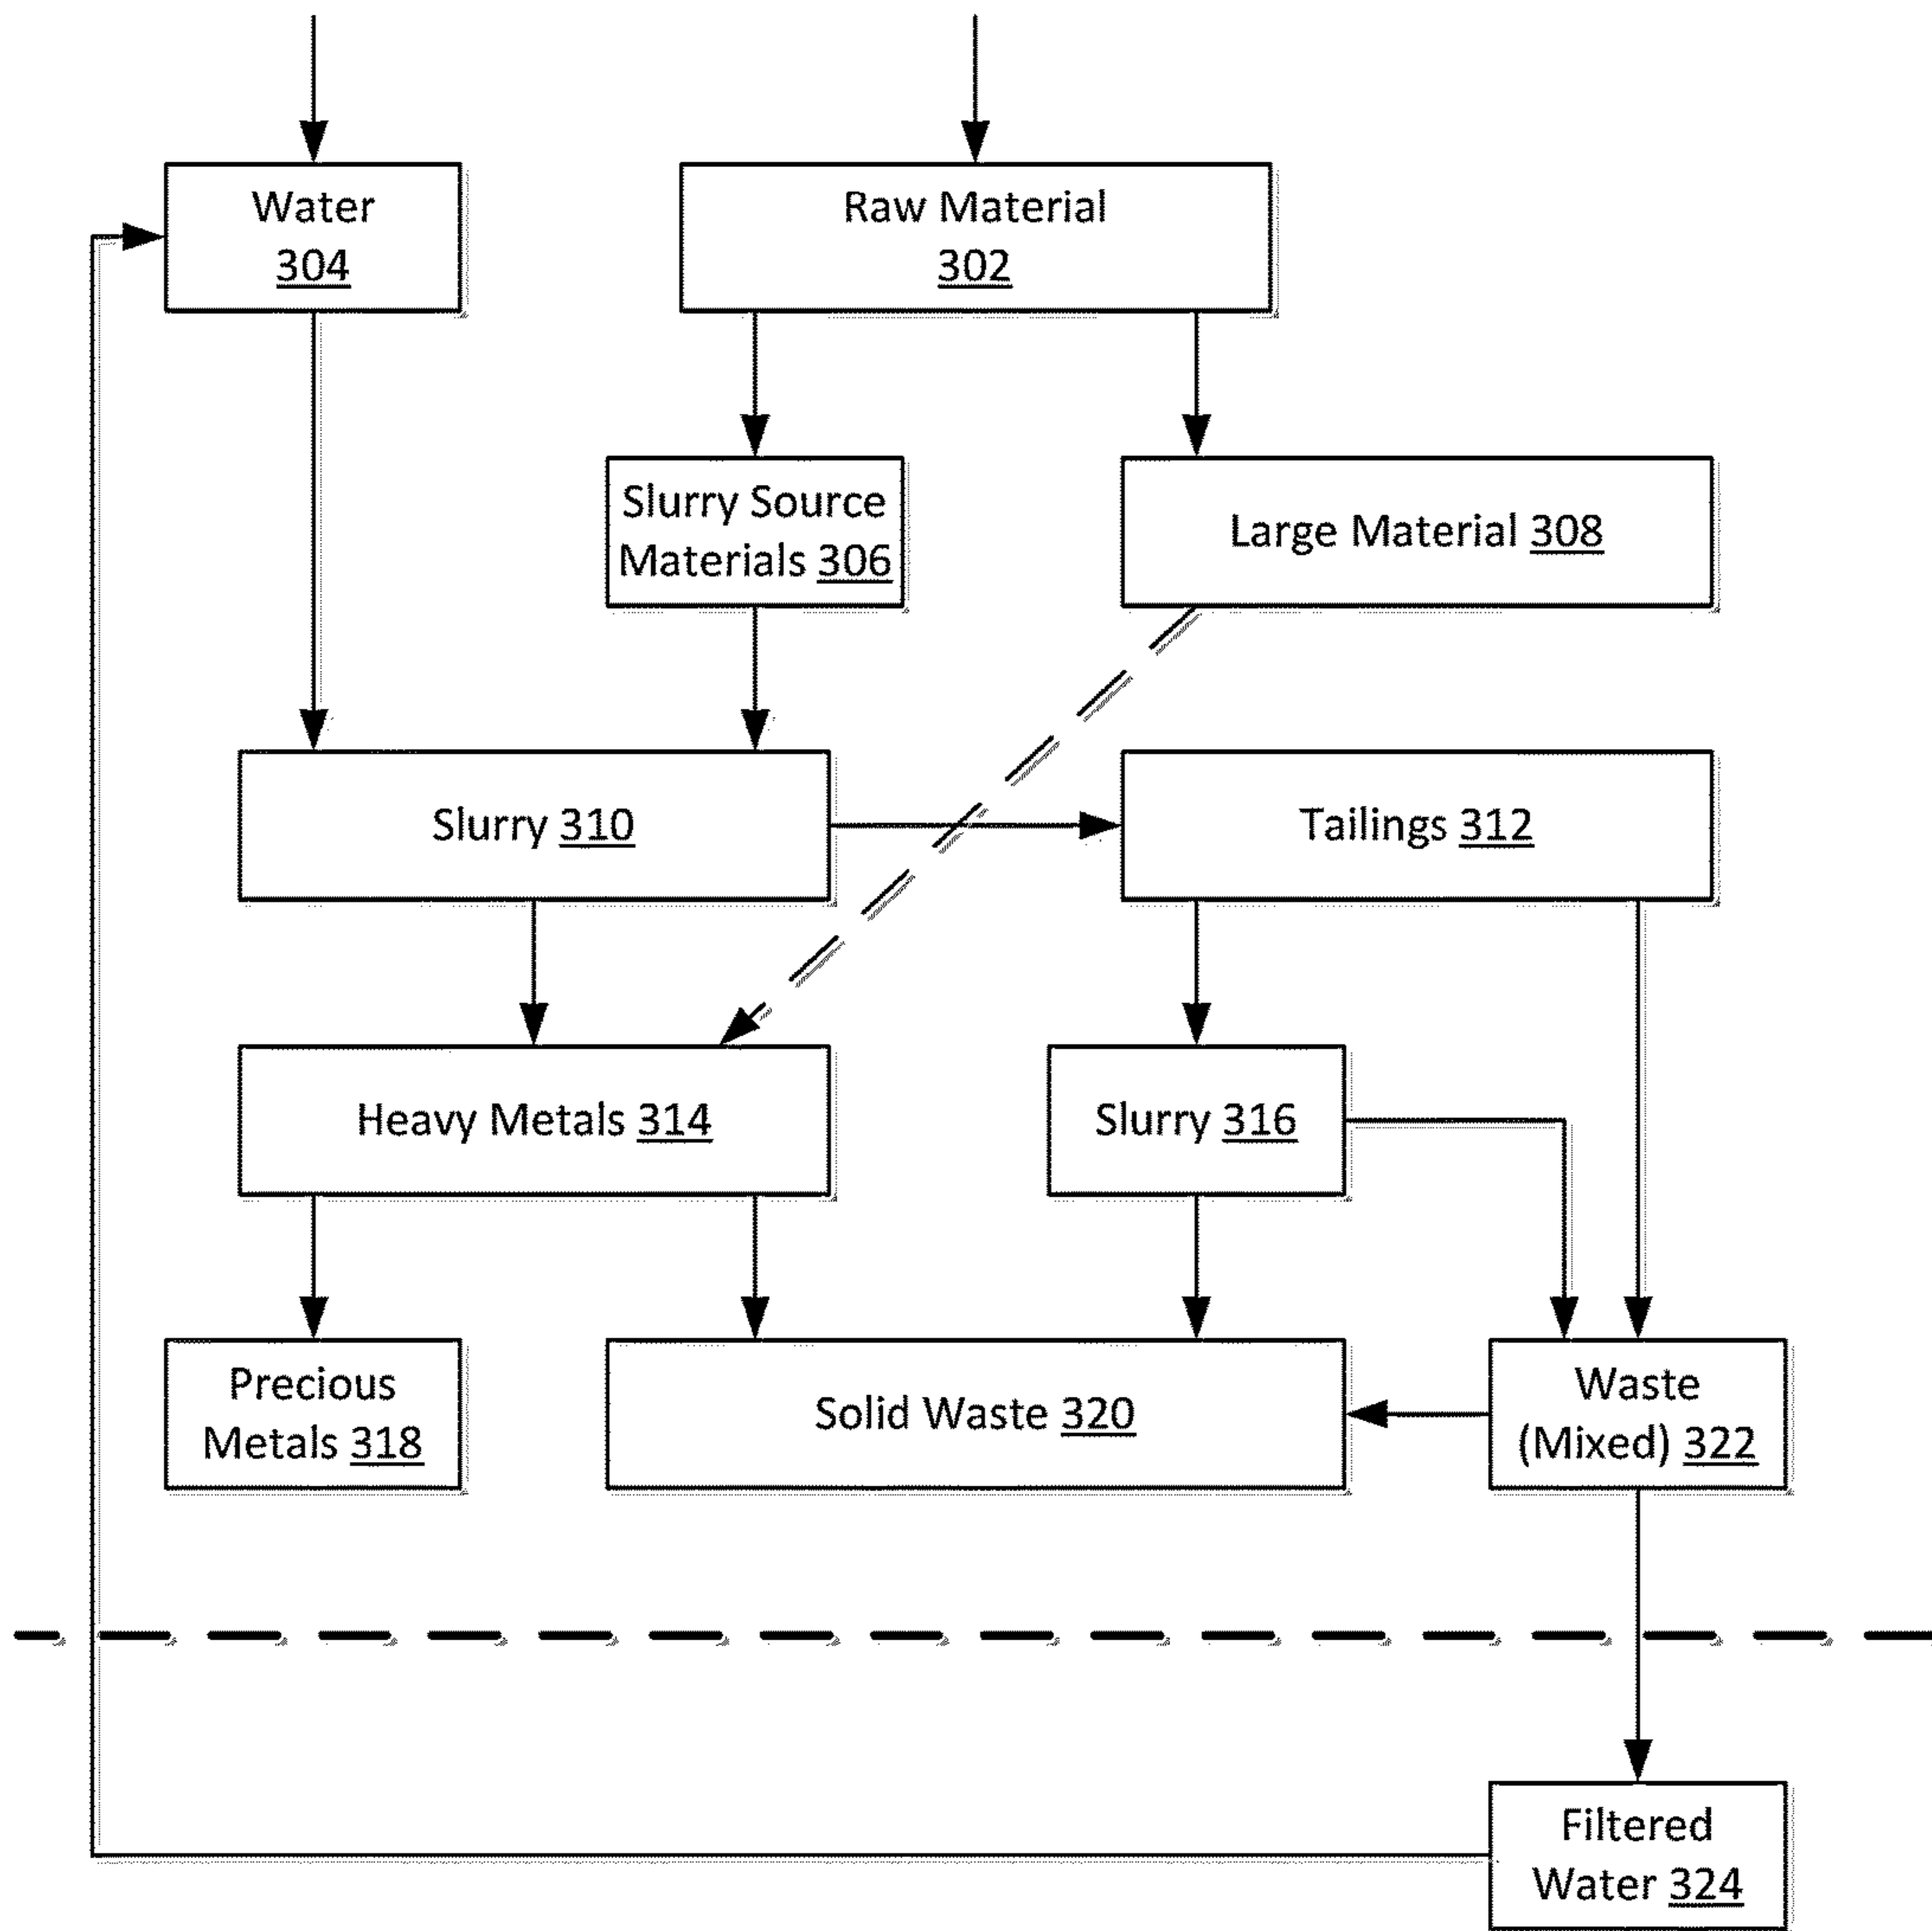 Water
304
Raw Material
302
Slurry Source
Materials 306
Large Material 308
Slurry 310
Tailings 312
Heavy Metals 314
Slurry 316
Precious
Metals 318
Solid Waste 320
Waste
(Mixed) 322
Filtered
Water 324